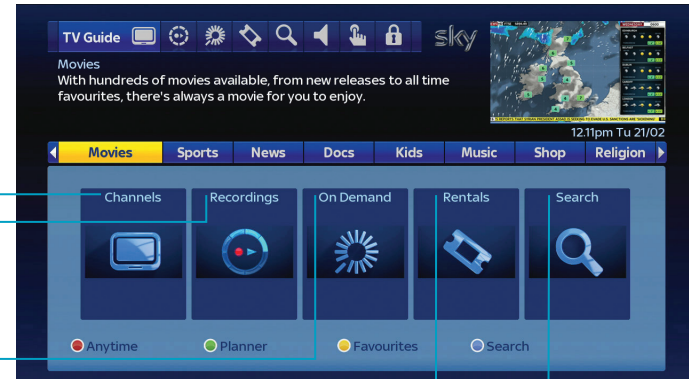 TV Guide
sky
Movies
With hundreds of movies available, from new releases to all time
favourites, there's always a movie for you to enjoy.
12.11pm Tu 21/02
Movies Sports News Docs Kids Music Shop Religion
Channels Recordings On Demand Rentals Search
Anytime Planner Favourites Search